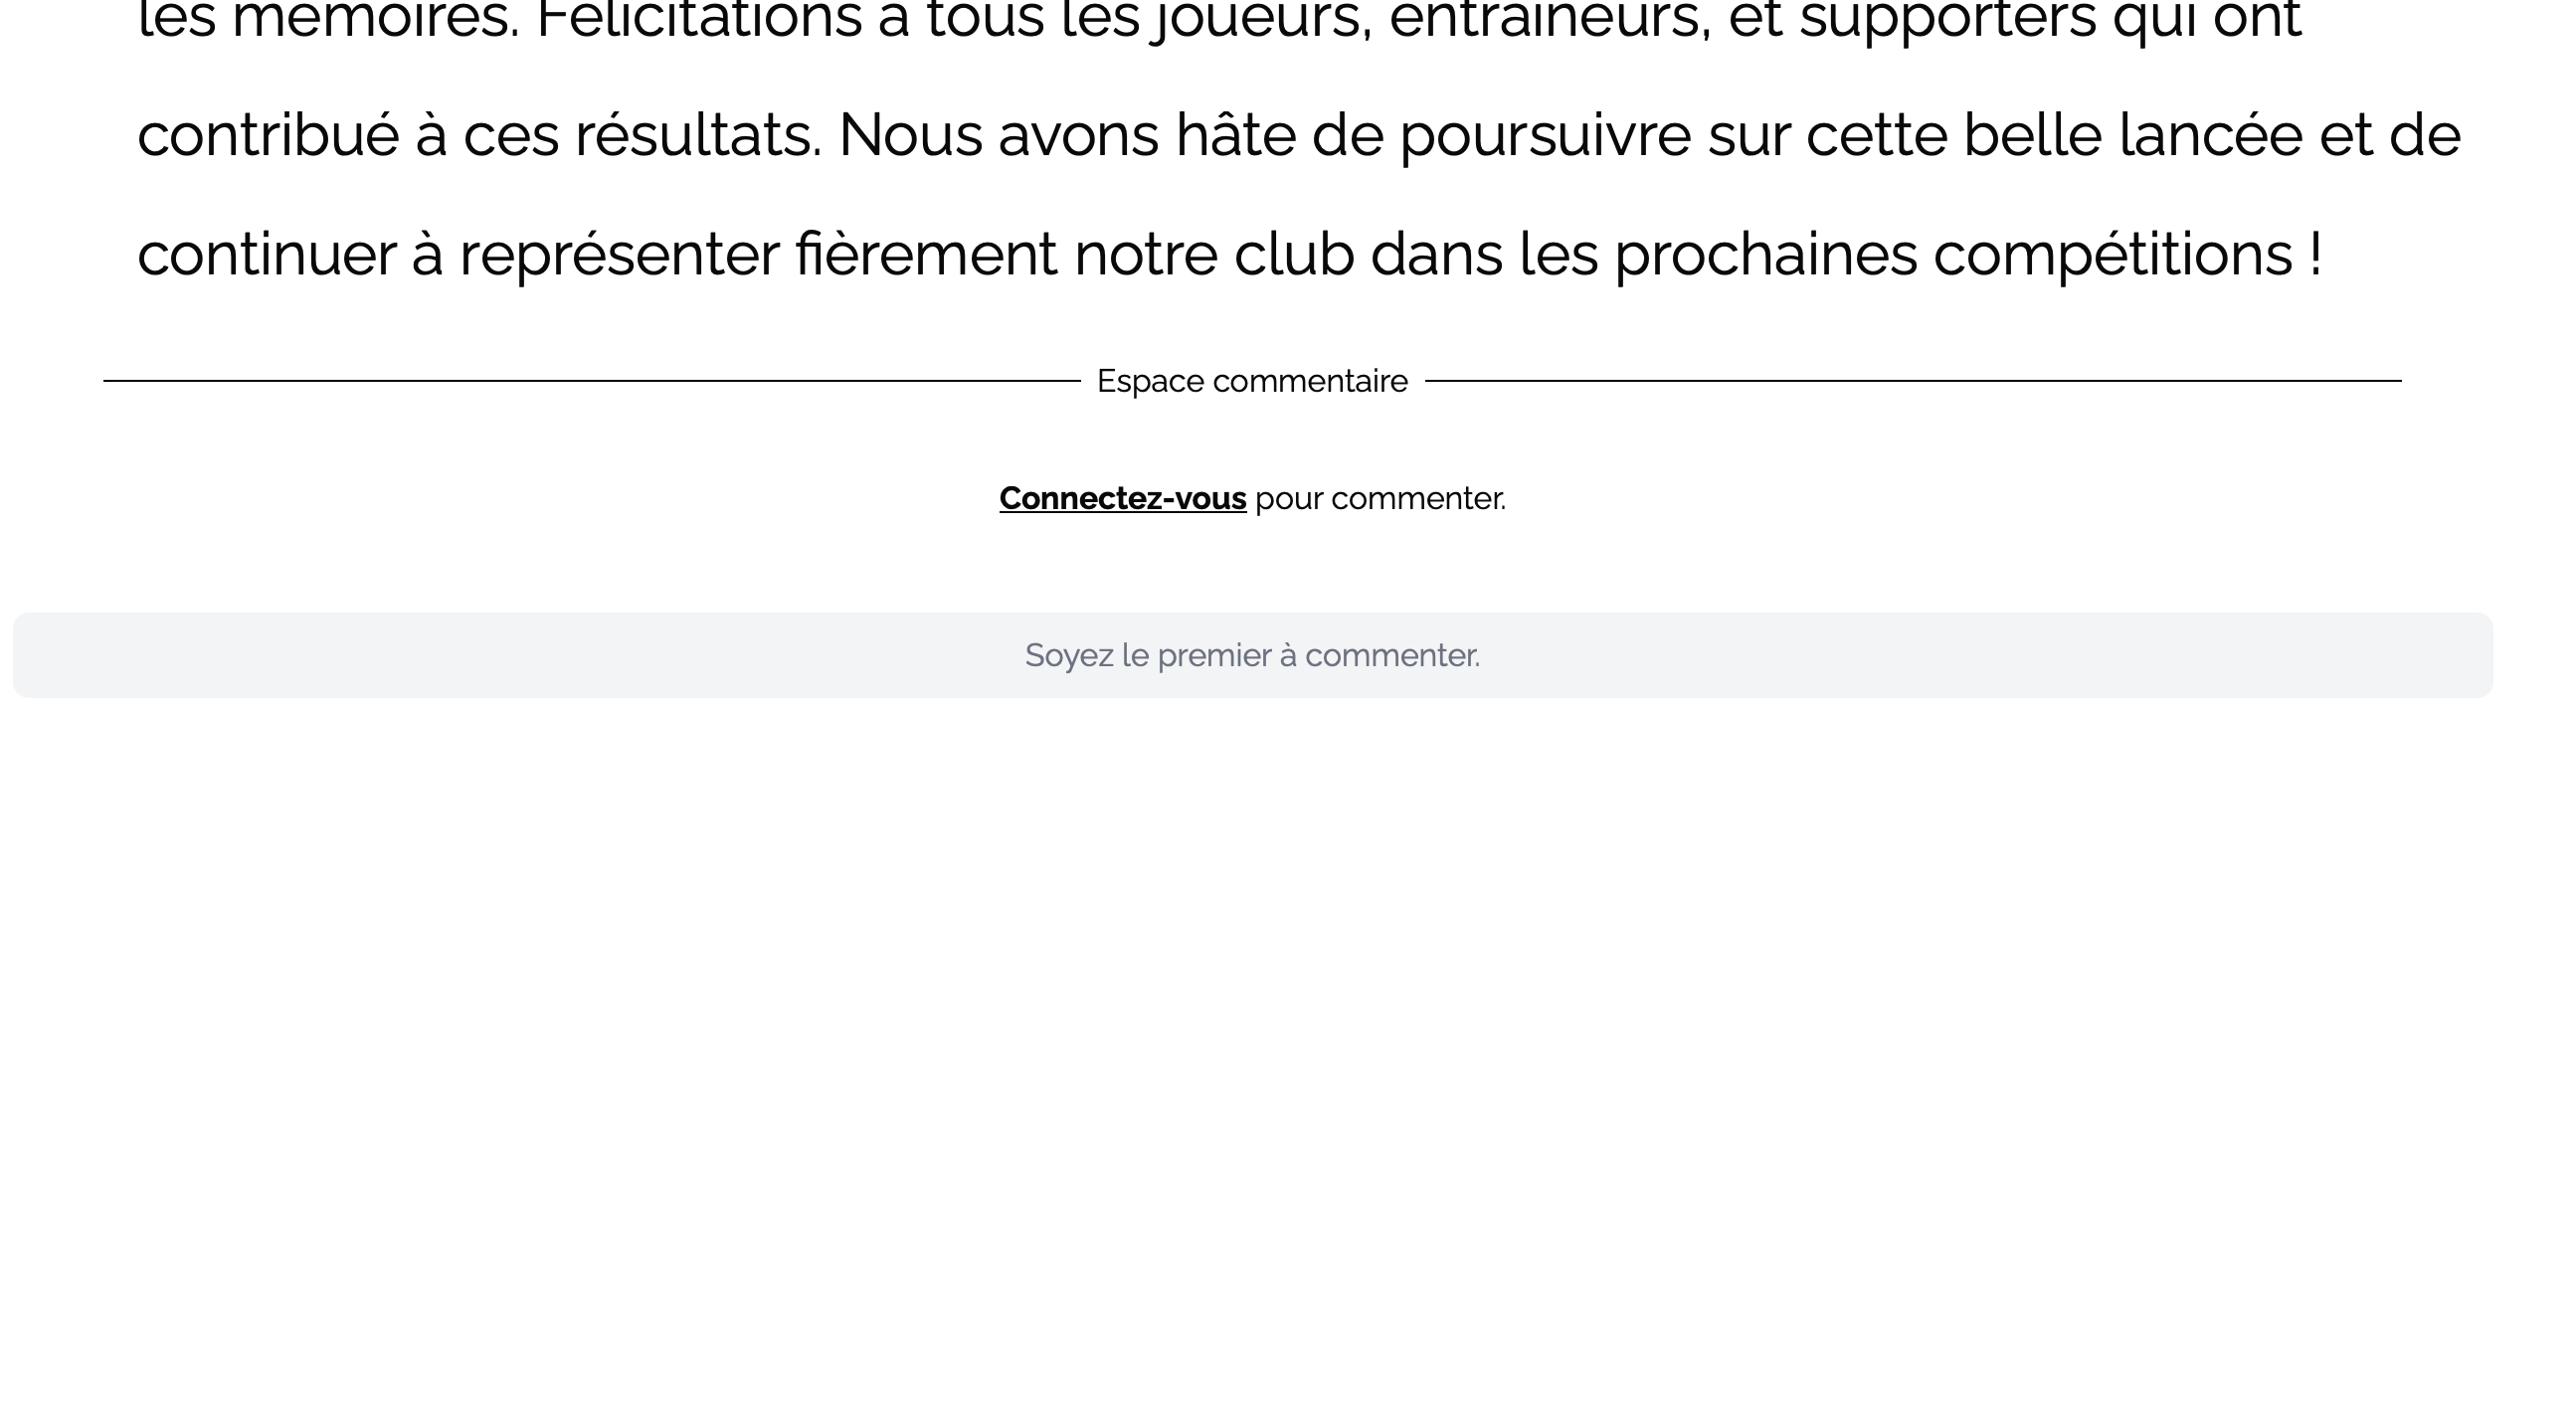 les mémoires. Félicitations à tous les joueurs, entraîneurs, et supporters qui ont
contribué à ces résultats. Nous avons hâte de poursuivre sur cette belle lancée et de
continuer à représenter fièrement notre club dans les prochaines compétitions !
Espace commentaire
Connectez-vous pour commenter.
Soyez le premier à commenter.